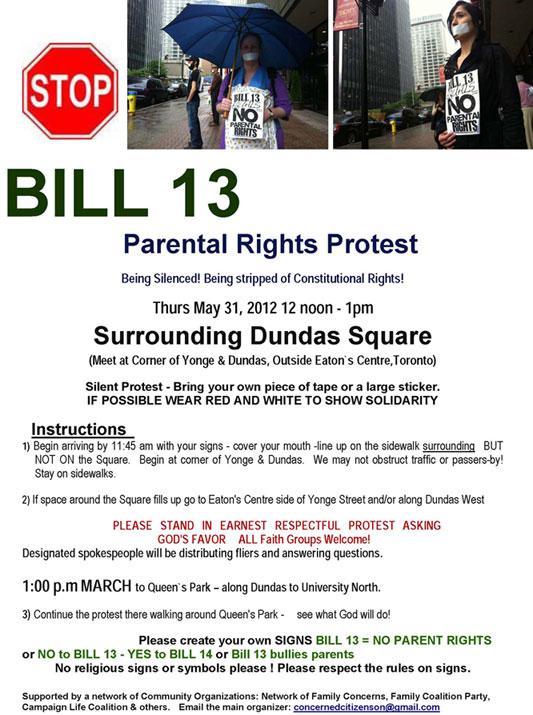 STOP
BILL 13
NO
PARENTAL
RIGHTS
BILL 13
NO
PARENTAL
RIGHTS
BILL 13
Parental Rights Protest
Being Silenced! Being stripped of Constitutional Rights!
Thurs May 31, 2012 12 noon - 1pm
Surrounding Dundas Square
(Meet at Corner of Yonge & Dundas, Outside Eaton`s Centre,Toronto)
Silent Protest - Bring your own piece of tape or a large sticker.
IF POSSIBLE WEAR RED AND WHITE TO SHOW SOLIDARITY
Instructions
1) Begin arriving by 11:45 am with your signs - cover your mouth -line up on the sidewalk surrounding BUT
NOT ON the Square. Begin at corner of Yonge & Dundas. We may not obstruct traffic or passers-by!
Stay on sidewalks.
2) If space around the Square fills up go to Eaton's Centre side of Yonge Street and/or along Dundas West
PLEASE STAND IN EARNEST RESPECTFUL PROTEST ASKING
GOD'S FAVOR ALL Faith Groups Welcome!
Designated spokespeople will be distributing fliers and answering questions.
1:00 p.m MARCH to Queen`s Park – along Dundas to University North.
3) Continue the protest there walking around Queen's Park - see what God will do!
Please create your own SIGNS BILL 13 = NO PARENT RIGHTS
or NO to BILL 13 - YES to BILL 14 or Bill 13 bullies parents
No religious signs or symbols please ! Please respect the rules on signs.
Supported by a network of Community Organizations: Network of Family Concerns, Family Coalition Party,
Campaign Life Coalition & others. Email the main organizer: concernedcitizenson@gmail.com